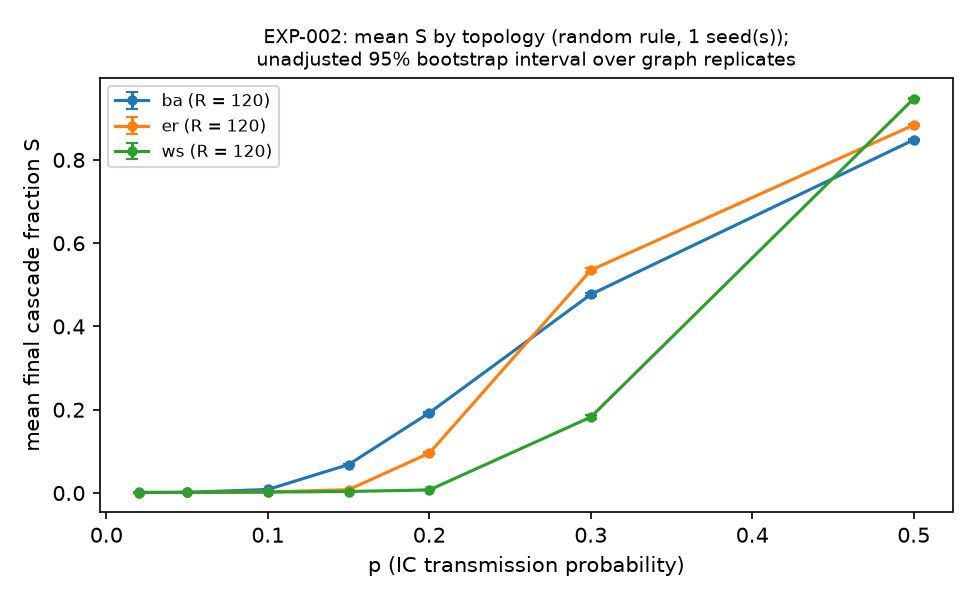 EXP-002: mean S by topology (random rule, 1 seed(s));
unadjusted 95% bootstrap interval over graph replicates
ba (R = 120)
er (R = 120)
ws (R = 120)
mean final cascade fraction S
0.8
0.6
0.4
0.2
0.0
0.0 0.1 0.2 0.3 0.4 0.5
p (IC transmission probability)